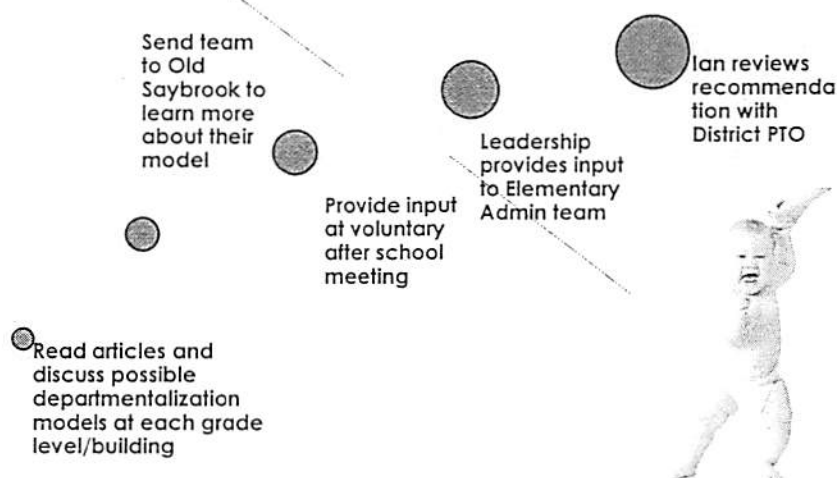 Send team
to Old
Saybrook to
learn more
about their
model
Ian reviews
recommenda
tion with
District PTO
Leadership
provides input
to Elementary
Admin team
Provide input
at voluntary
after school
meeting
Read articles and
discuss possible
departmentalization
models at each grade
level/building